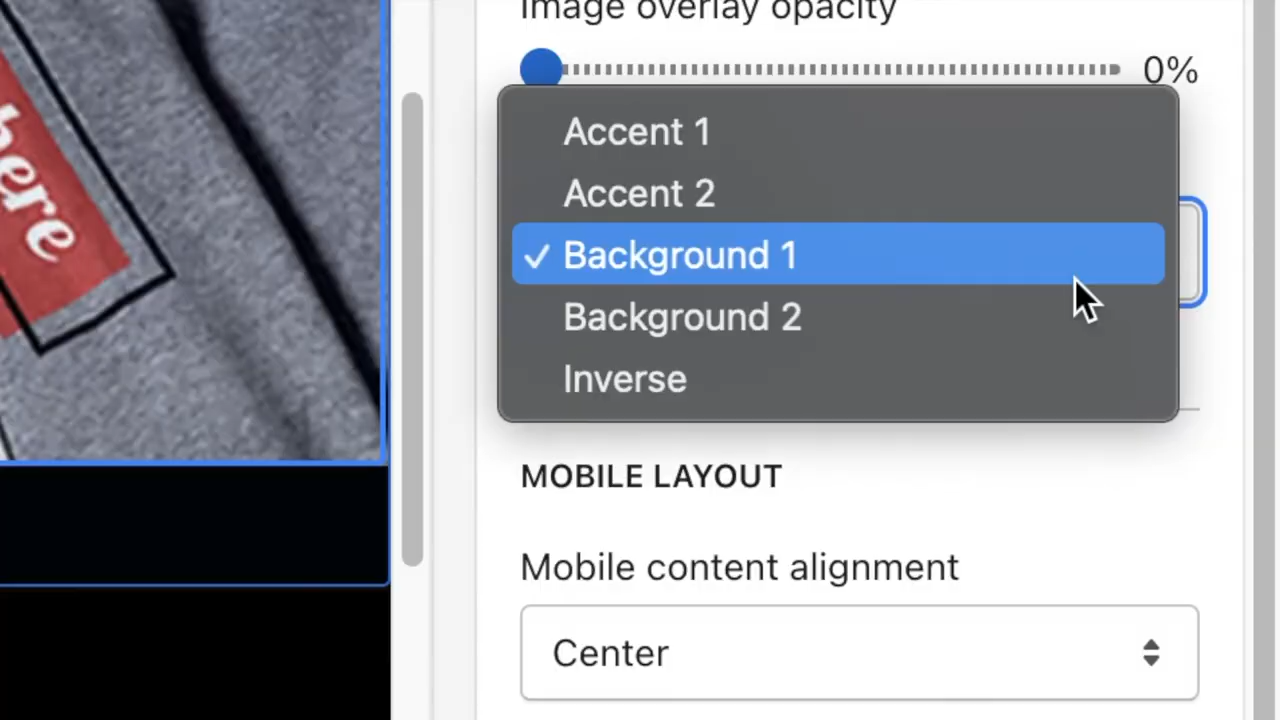 Image overlay opacity
0%
Accent 1
Accent 2
✓ Background 1
Background 2
Inverse
here
MOBILE LAYOUT
Mobile content alignment
Center